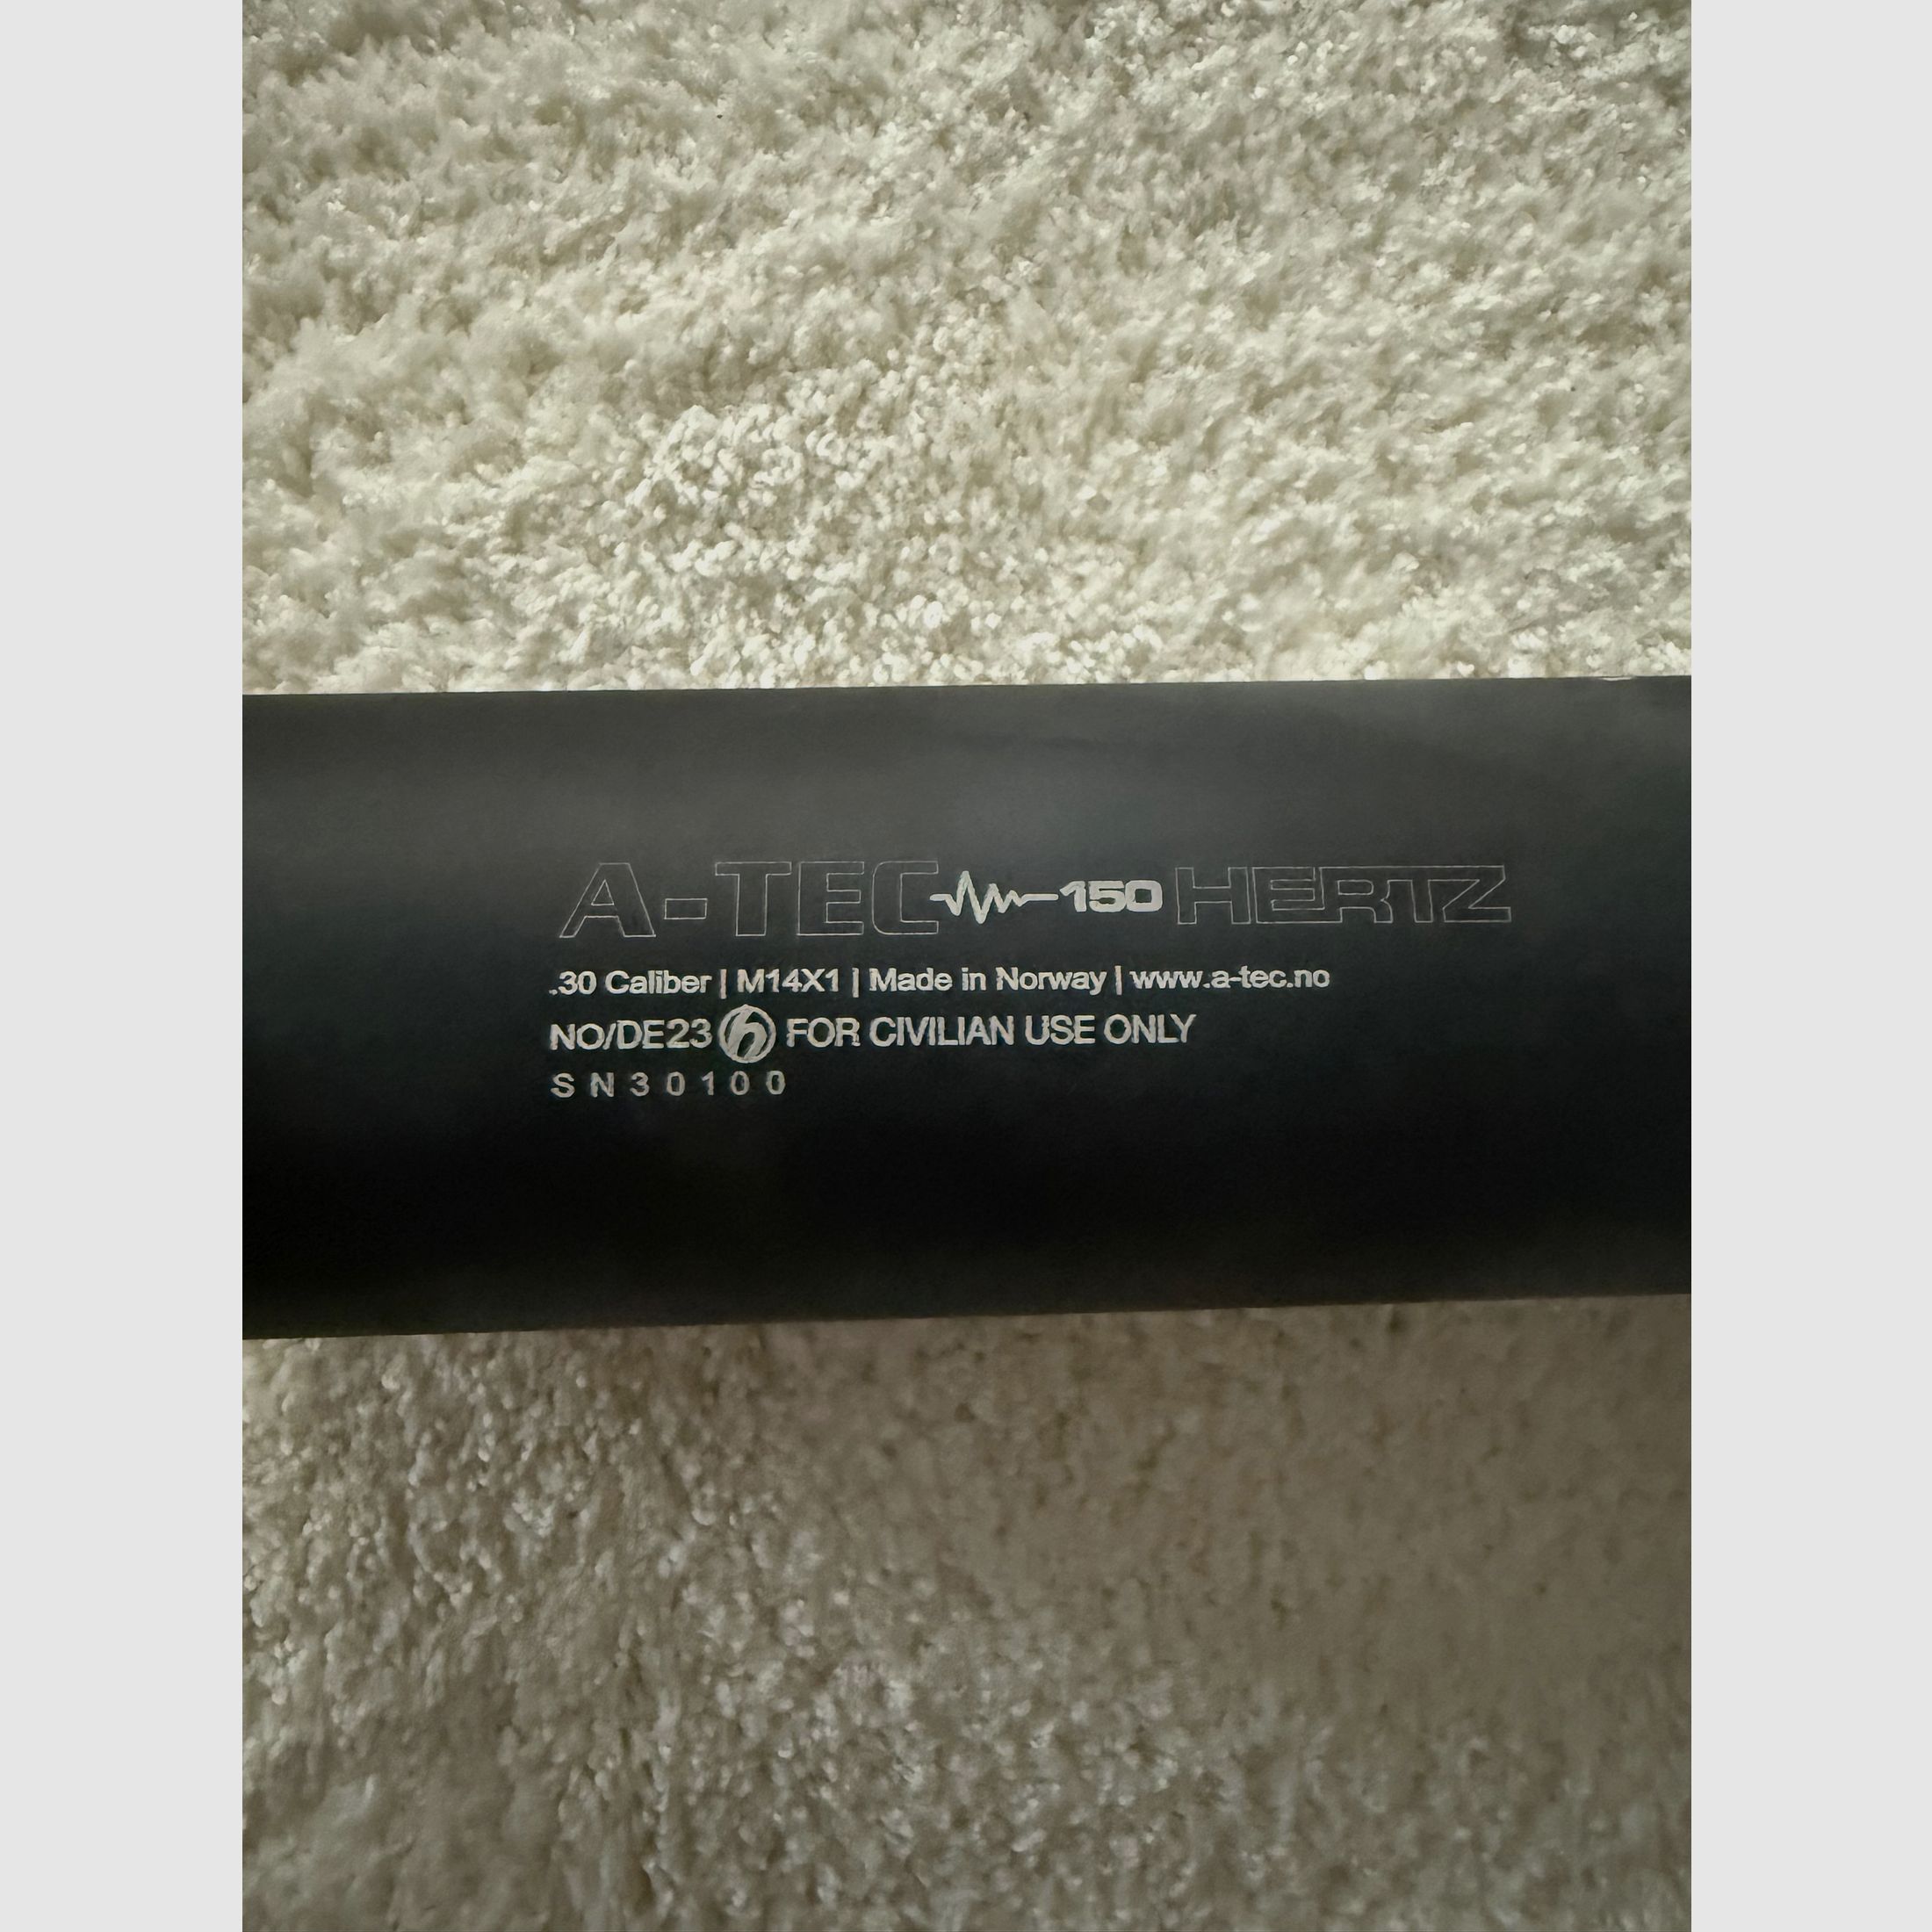 A-TEC 150 HERTZ
.30 Caliber | M14X1 | Made in Norway | www.a-tec.no
NO/DE23 FOR CIVILIAN USE ONLY
SN30100